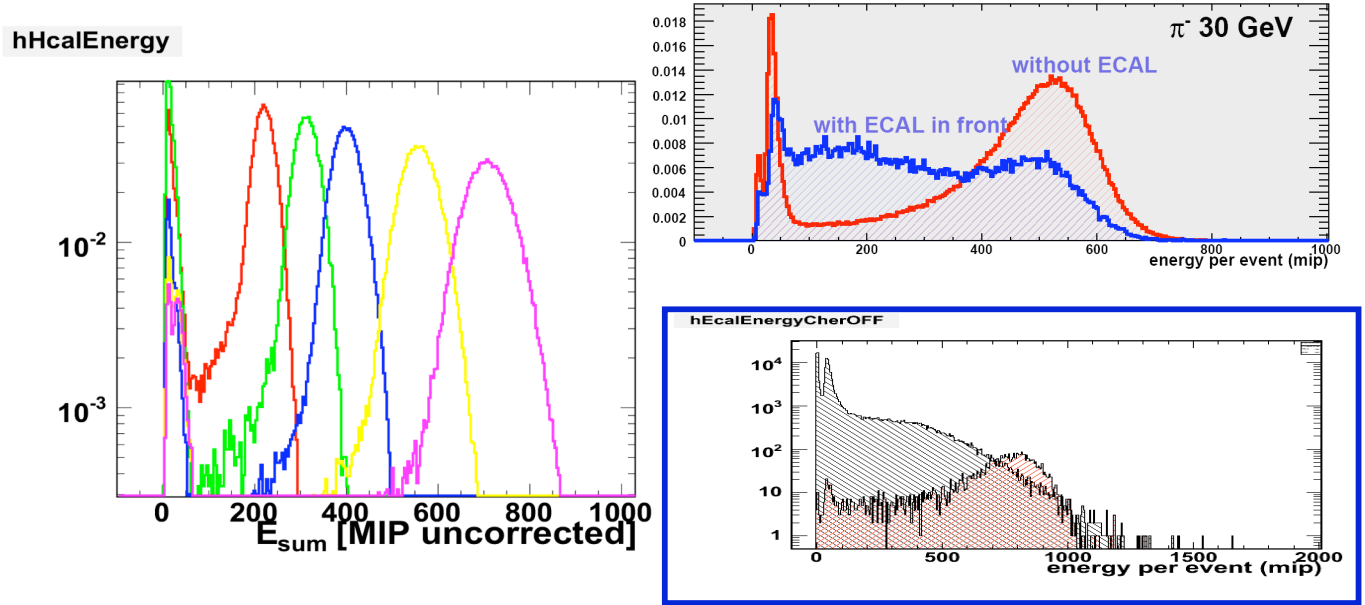 hHcalEnergy
10⁻²
10⁻³
0 200 400 600 800 1000
E_sum [MIP uncorrected]
π⁻ 30 GeV
without ECAL
with ECAL in front
0.018
0.016
0.014
0.012
0.01
0.008
0.006
0.004
0.002
0
0 200 400 600 800 1000
energy per event (mip)
hEcalEnergyCherOFF
10⁴
10³
10²
10
1
0 500 1000 1500 2000
energy per event (mip)